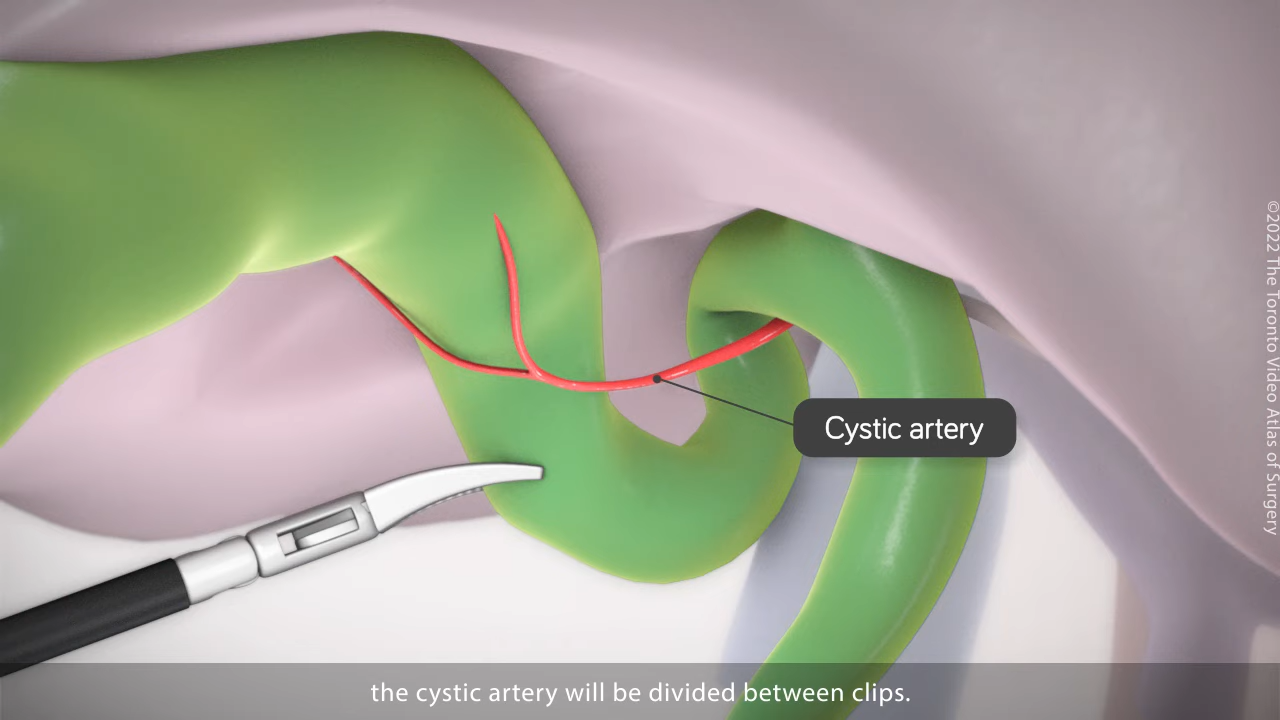 Cystic artery
the cystic artery will be divided between clips.
©2022 The Toronto Video Atlas of Surgery